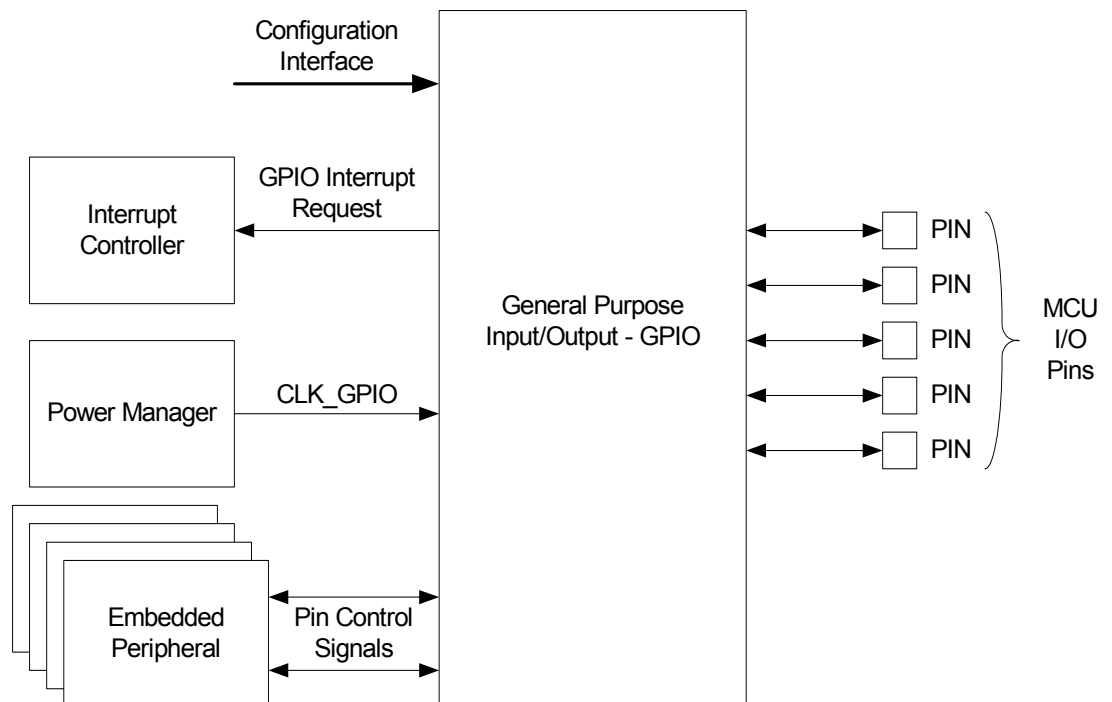 Configuration
Interface
Interrupt
Controller
GPIO Interrupt
Request
Power Manager
CLK_GPIO
Embedded
Peripheral
Pin Control
Signals
General Purpose
Input/Output - GPIO
PIN
PIN
PIN
PIN
PIN
MCU
I/O
Pins